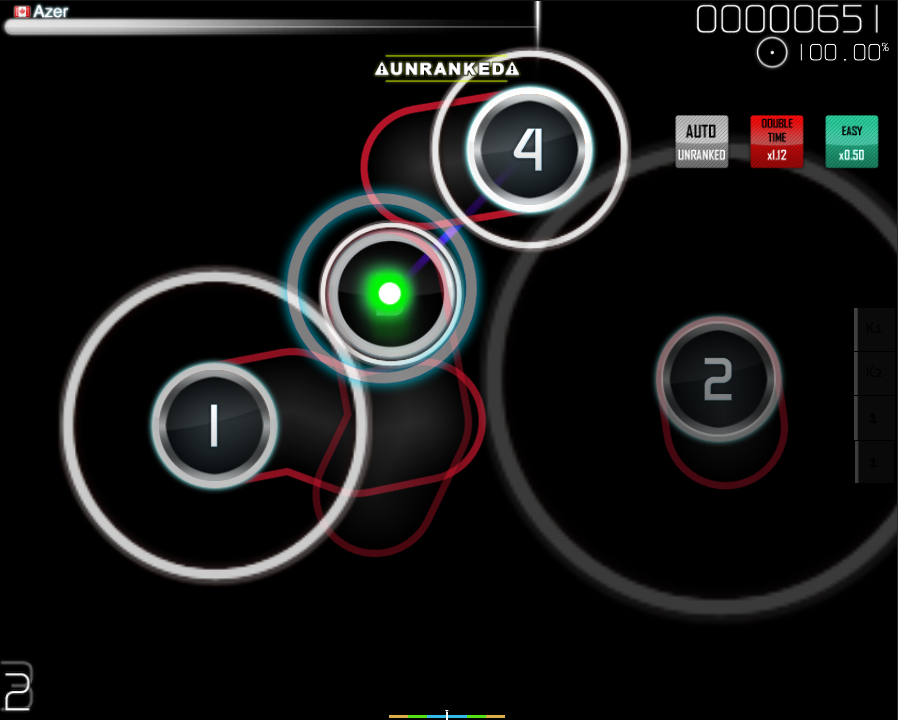 Azer
00000651
100.00%
⚠UNRANKED⚠
4
AUTO
UNRANKED
DOUBLE
TIME
x1.12
EASY
x0.50
1
2
K1
K2
1
1
2